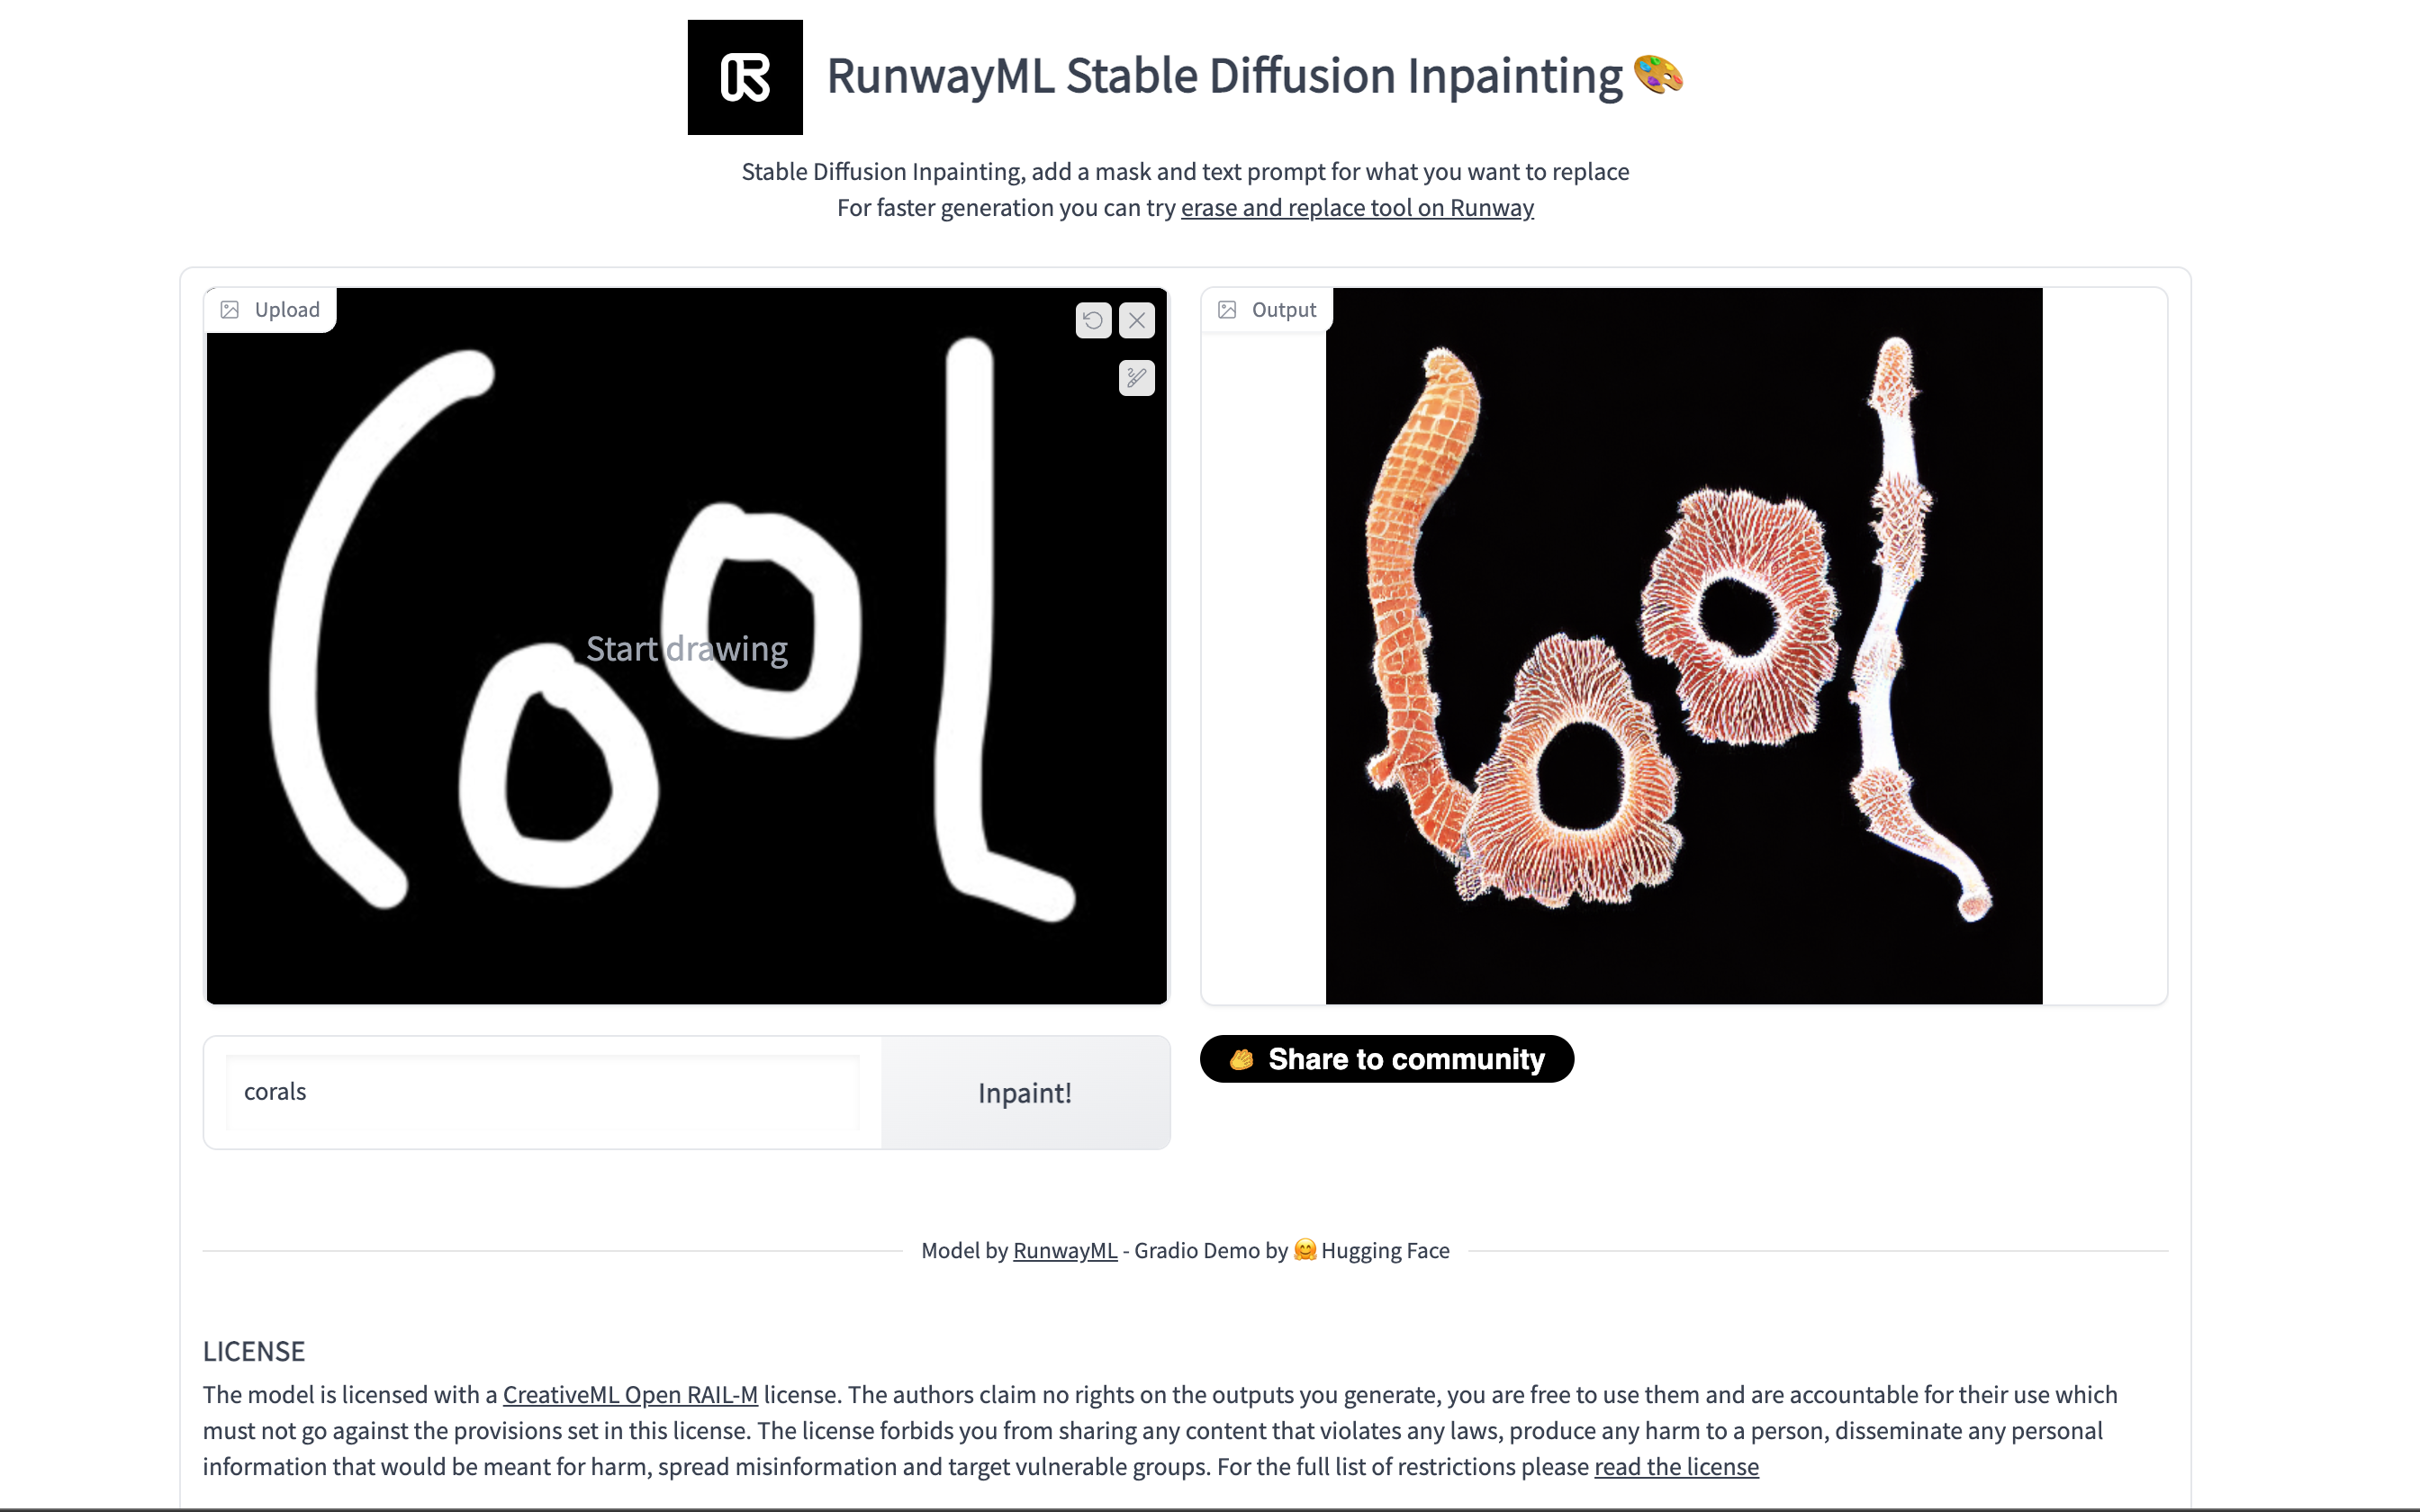 RunwayML Stable Diffusion Inpainting 🎨
Stable Diffusion Inpainting, add a mask and text prompt for what you want to replace
For faster generation you can try erase and replace tool on Runway
Upload
Cool
Start drawing
Output
Cool
corals
Inpaint!
Share to community
Model by RunwayML - Gradio Demo by 🤗 Hugging Face
LICENSE
The model is licensed with a CreativeML Open RAIL-M license. The authors claim no rights on the outputs you generate, you are free to use them and are accountable for their use which
must not go against the provisions set in this license. The license forbids you from sharing any content that violates any laws, produce any harm to a person, disseminate any personal
information that would be meant for harm, spread misinformation and target vulnerable groups. For the full list of restrictions please read the license